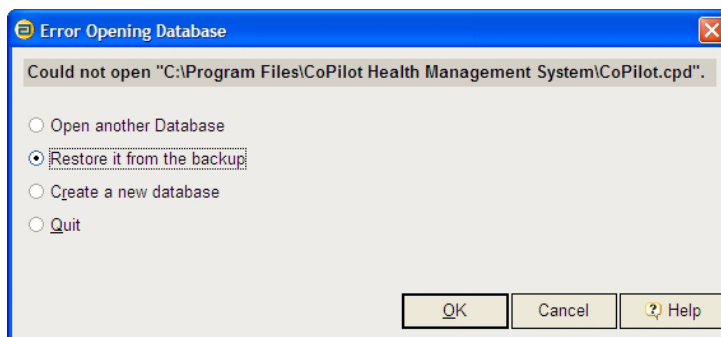 Error Opening Database
Could not open "C:\Program Files\CoPilot Health Management System\CoPilot.cpd".
Open another Database
Restore it from the backup
Create a new database
Quit
OK Cancel Help